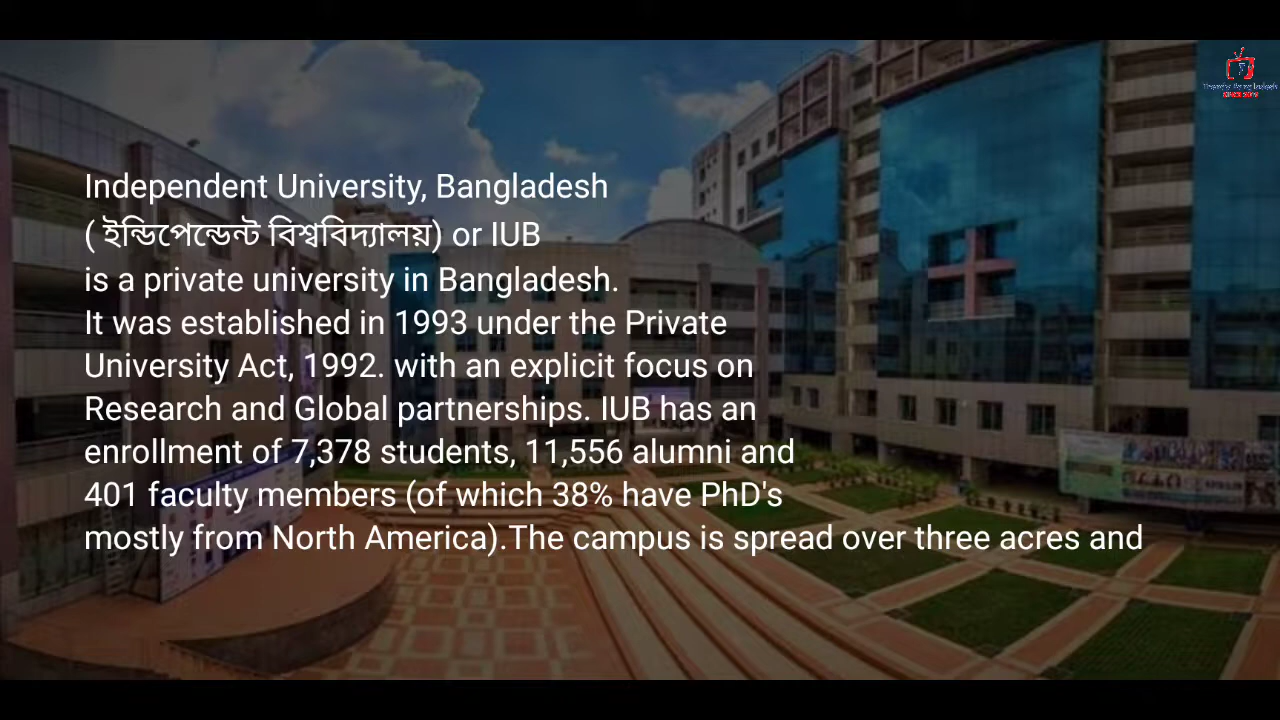 Independent University, Bangladesh
( ইন্ডিপেন্ডেন্ট বিশ্ববিদ্যালয়) or IUB
is a private university in Bangladesh.
It was established in 1993 under the Private
University Act, 1992. with an explicit focus on
Research and Global partnerships. IUB has an
enrollment of 7,378 students, 11,556 alumni and
401 faculty members (of which 38% have PhD's
mostly from North America).The campus is spread over three acres and